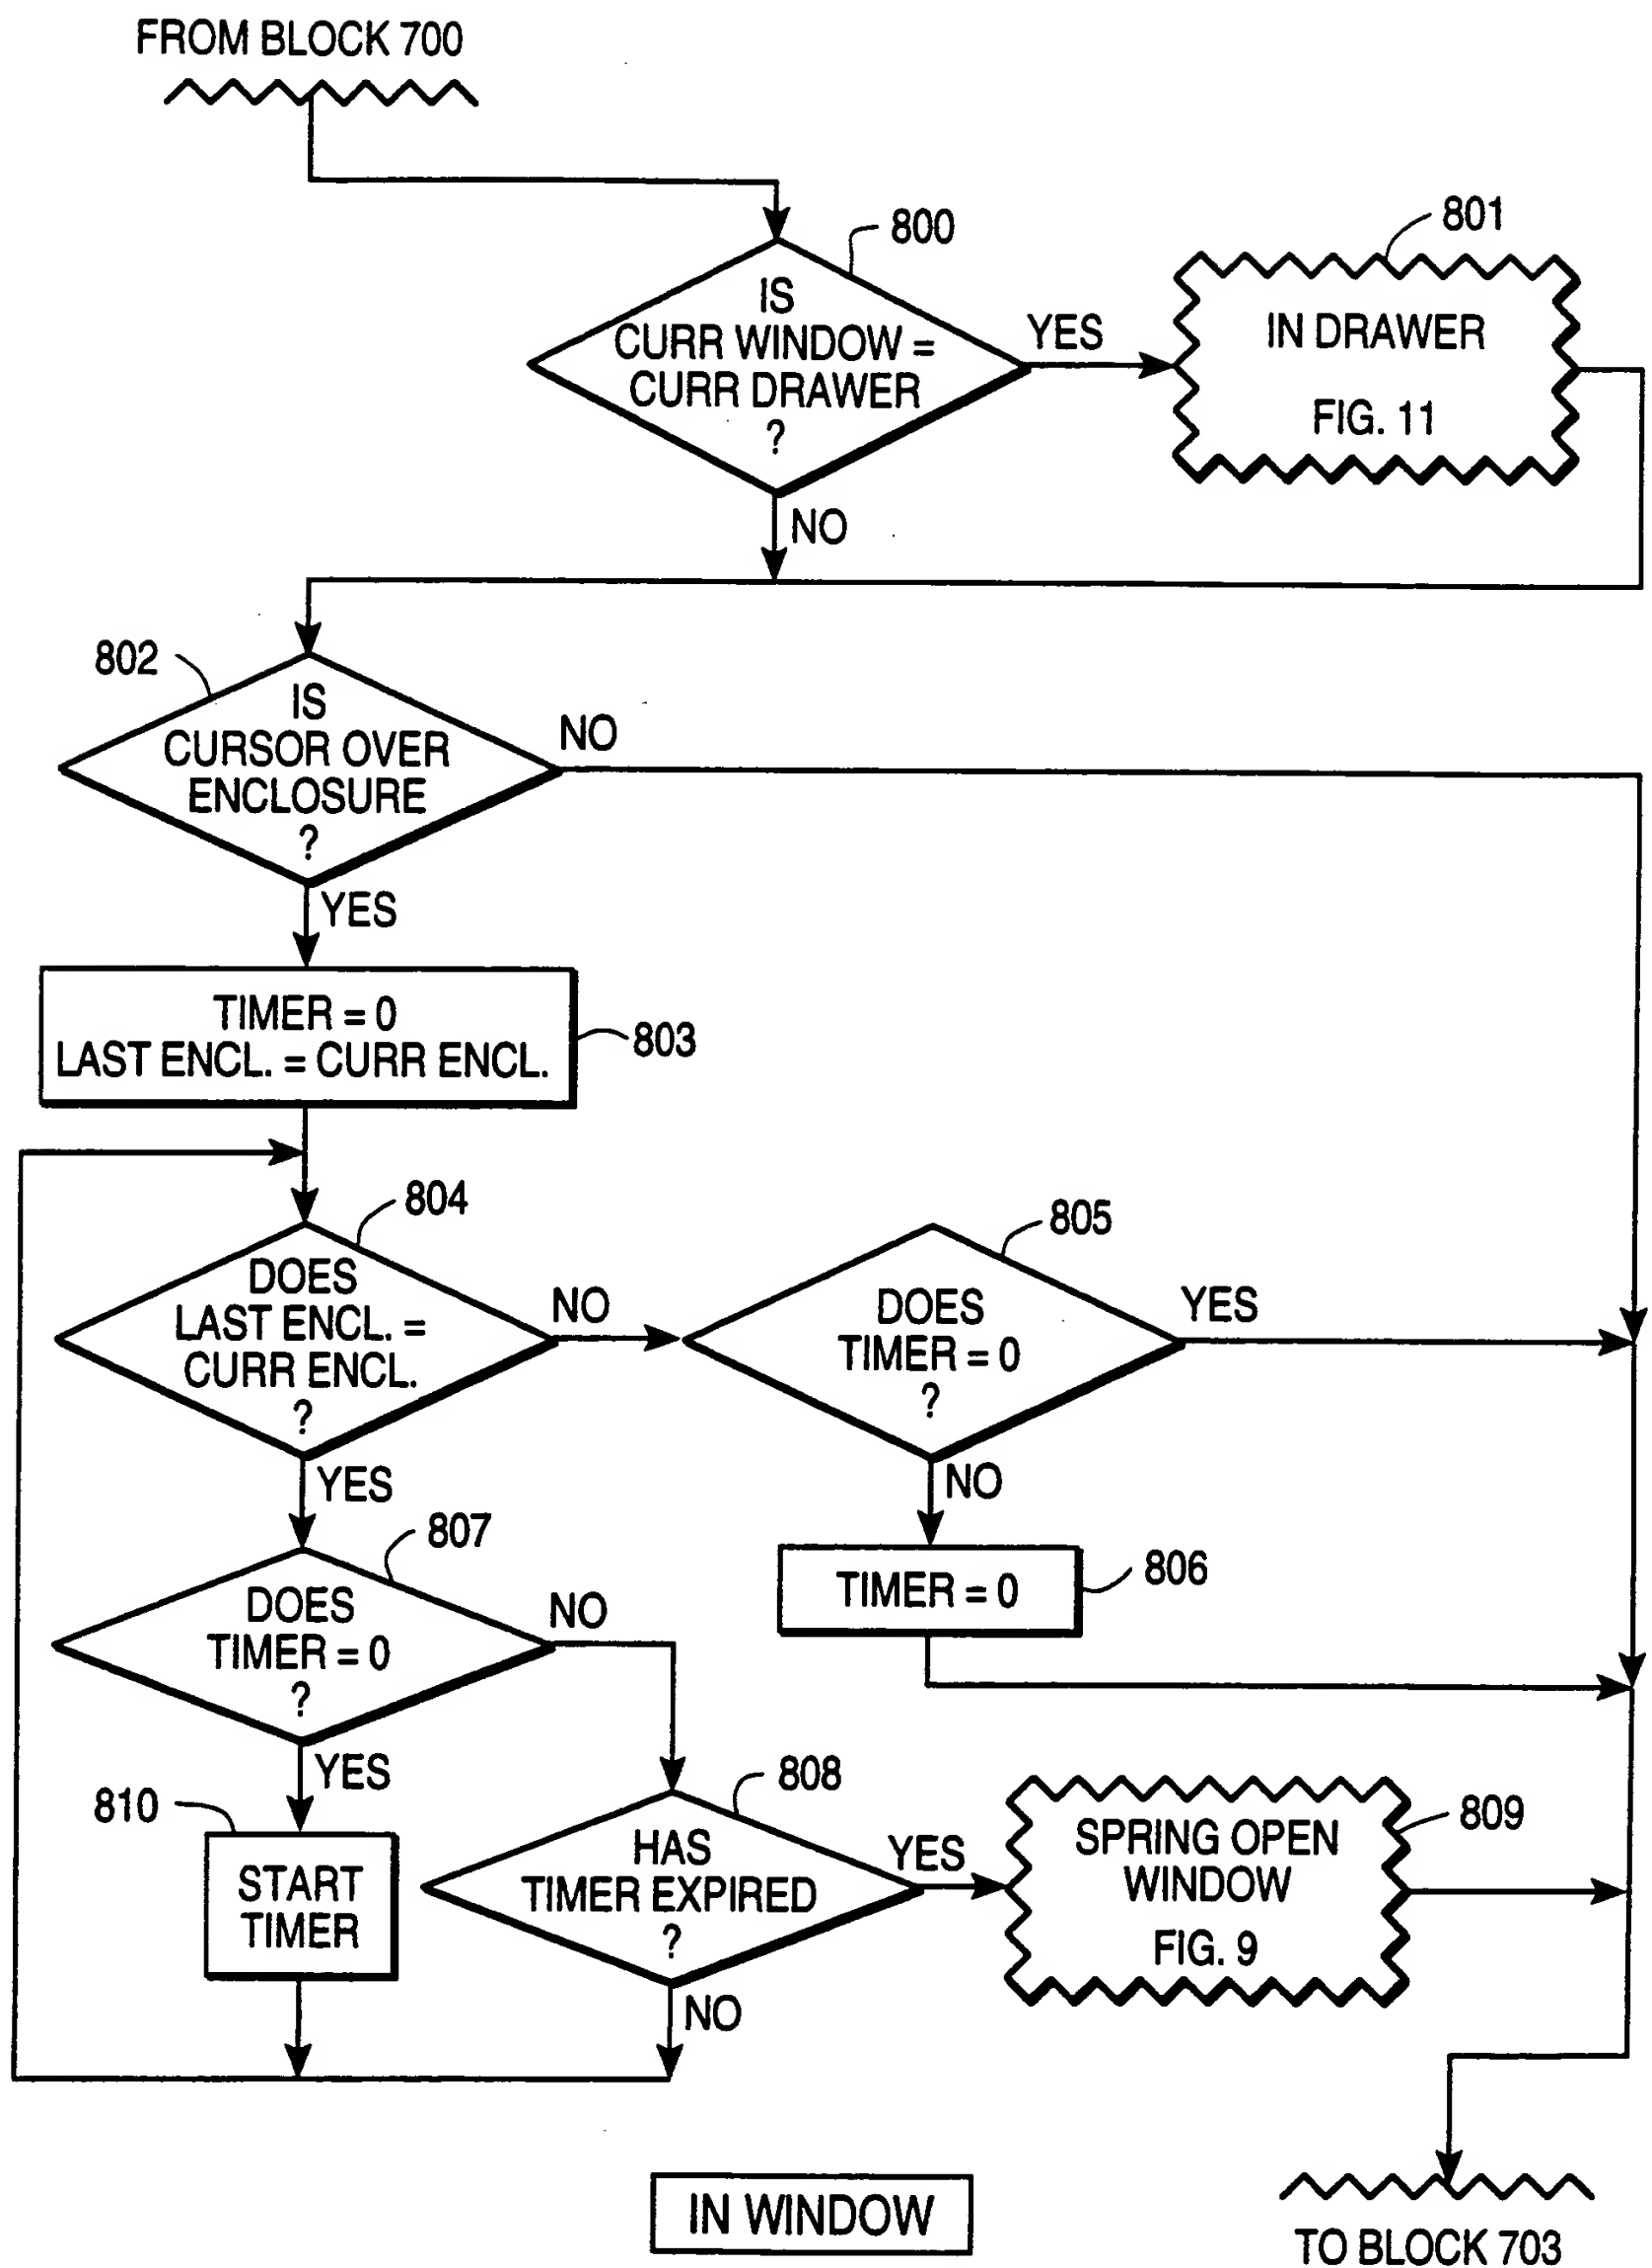 FROM BLOCK 700
800
IS
CURR WINDOW =
CURR DRAWER
?
YES
801
IN DRAWER
FIG. 11
NO
802
IS
CURSOR OVER
ENCLOSURE
?
NO
YES
TIMER = 0
LAST ENCL. = CURR ENCL.
803
804
DOES
LAST ENCL. =
CURR ENCL.
?
NO
805
DOES
TIMER = 0
?
YES
YES
NO
807
DOES
TIMER = 0
?
NO
TIMER = 0
806
YES
810
START
TIMER
808
HAS
TIMER EXPIRED
?
YES
809
SPRING OPEN
WINDOW
FIG. 9
NO
IN WINDOW
TO BLOCK 703